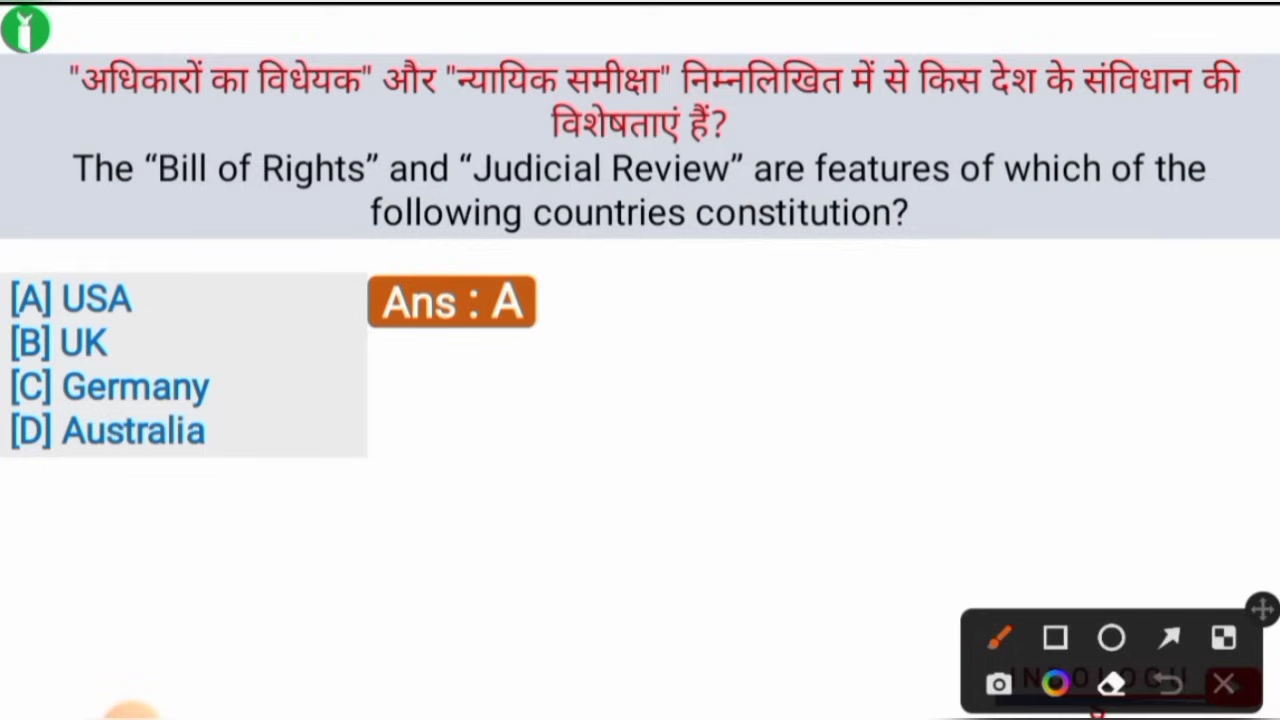 "अधिकारों का विधेयक" और "न्यायिक समीक्षा" निम्नलिखित में से किस देश के संविधान की
विशेषताएं हैं?
The “Bill of Rights” and “Judicial Review” are features of which of the
following countries constitution?
[A] USA
Ans : A
[B] UK
[C] Germany
[D] Australia